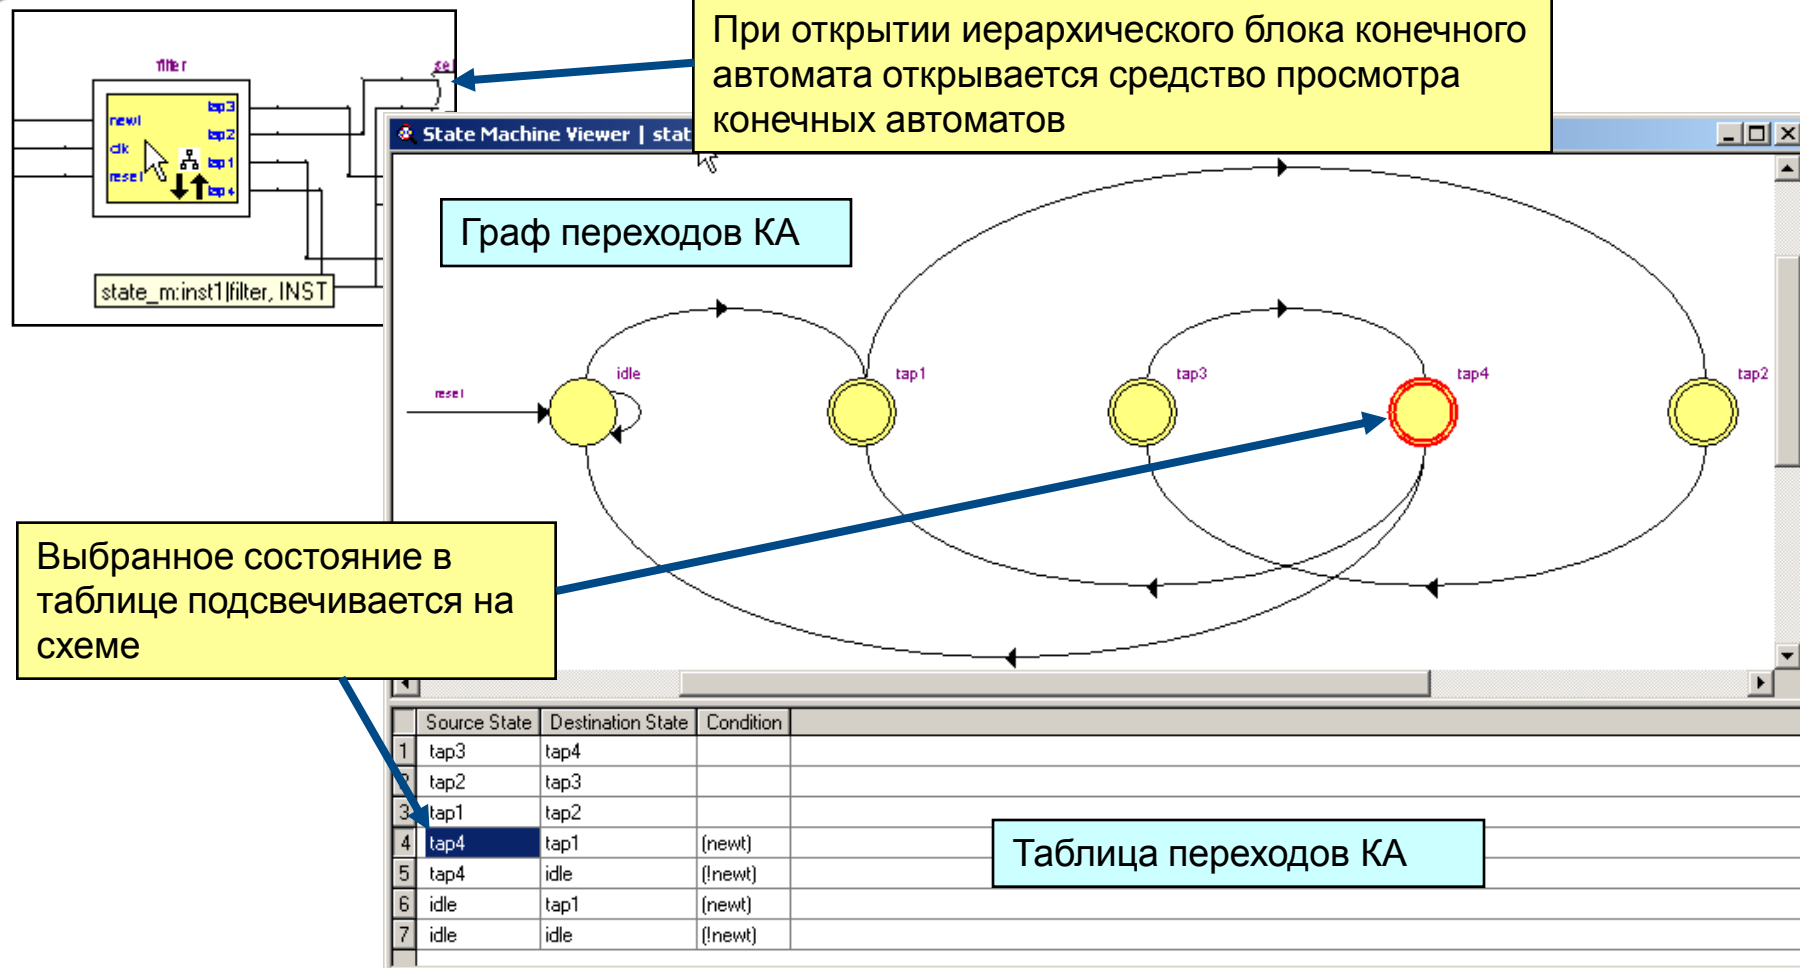 При открытии иерархического блока конечного
автомата открывается средство просмотра
конечных автоматов
filter
sel
newt
clk
reset
tap3
tap2
tap1
tap4
state_m:inst1|filter, INST
State Machine Viewer | stat
Граф переходов КА
reset
idle
tap1
tap3
tap4
tap2
Выбранное состояние в
таблице подсвечивается на
схеме
Source State Destination State Condition
1 tap3 tap4
2 tap2 tap3
3 tap1 tap2
4 tap4 tap1 (newt)
5 tap4 idle (!newt)
6 idle tap1 (newt)
7 idle idle (!newt)
Таблица переходов КА